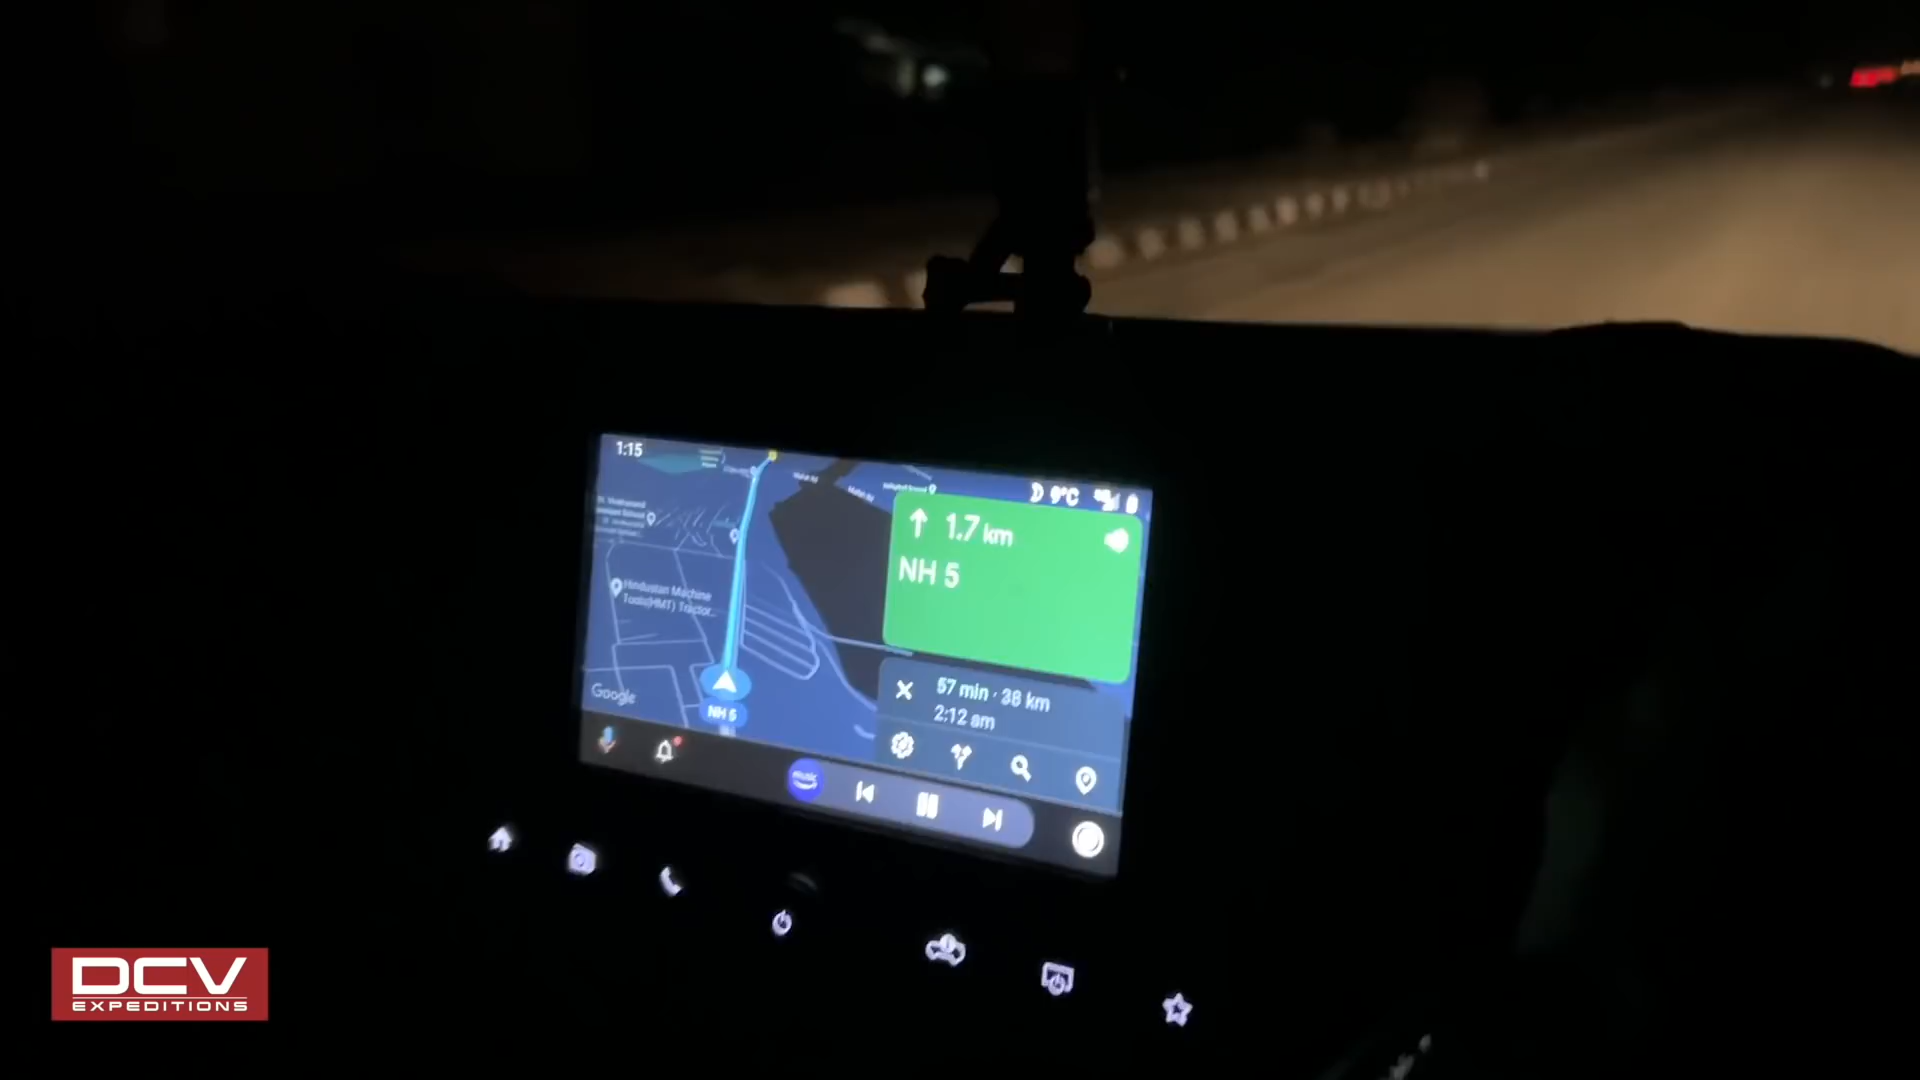 1:15
9°C
1.7 km
NH 5
Hindustan Machine
Tools(HMT) Tractor...
Google
NH 5
57 min · 38 km
2:12 am
music
DCV
EXPEDITIONS